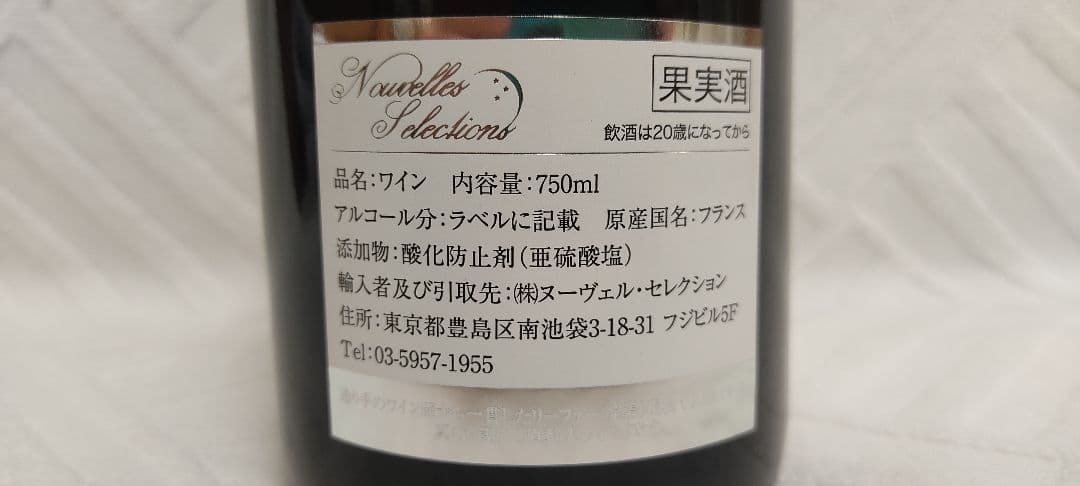 Nouvelles
Selections
果実酒
飲酒は20歳になってから
品名:ワイン 内容量:750ml
アルコール分:ラベルに記載 原産国名:フランス
添加物:酸化防止剤(亜硫酸塩)
輸入者及び引取先:㈱ヌーヴェル・セレクション
住所:東京都豊島区南池袋3-18-31 フジビル5F
Tel:03-5957-1955